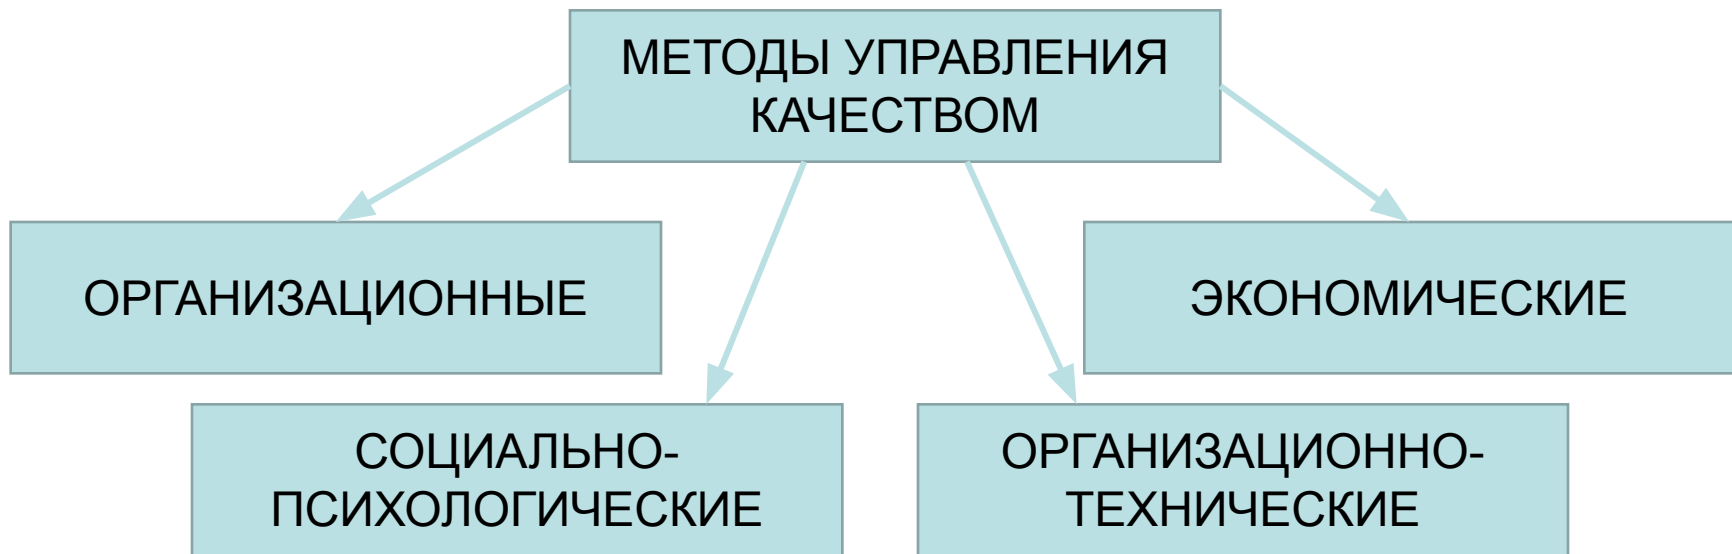 МЕТОДЫ УПРАВЛЕНИЯ
КАЧЕСТВОМ
ОРГАНИЗАЦИОННЫЕ
ЭКОНОМИЧЕСКИЕ
СОЦИАЛЬНО-
ПСИХОЛОГИЧЕСКИЕ
ОРГАНИЗАЦИОННО-
ТЕХНИЧЕСКИЕ